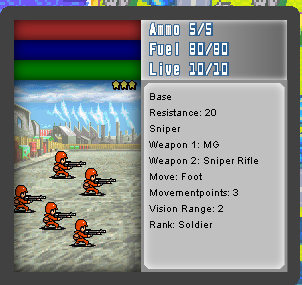 Ammo 5/5
Fuel 80/80
Live 10/10
Base
Resistance: 20
Sniper
Weapon 1: MG
Weapon 2: Sniper Rifle
Move: Foot
Movementpoints: 3
Vision Range: 2
Rank: Soldier